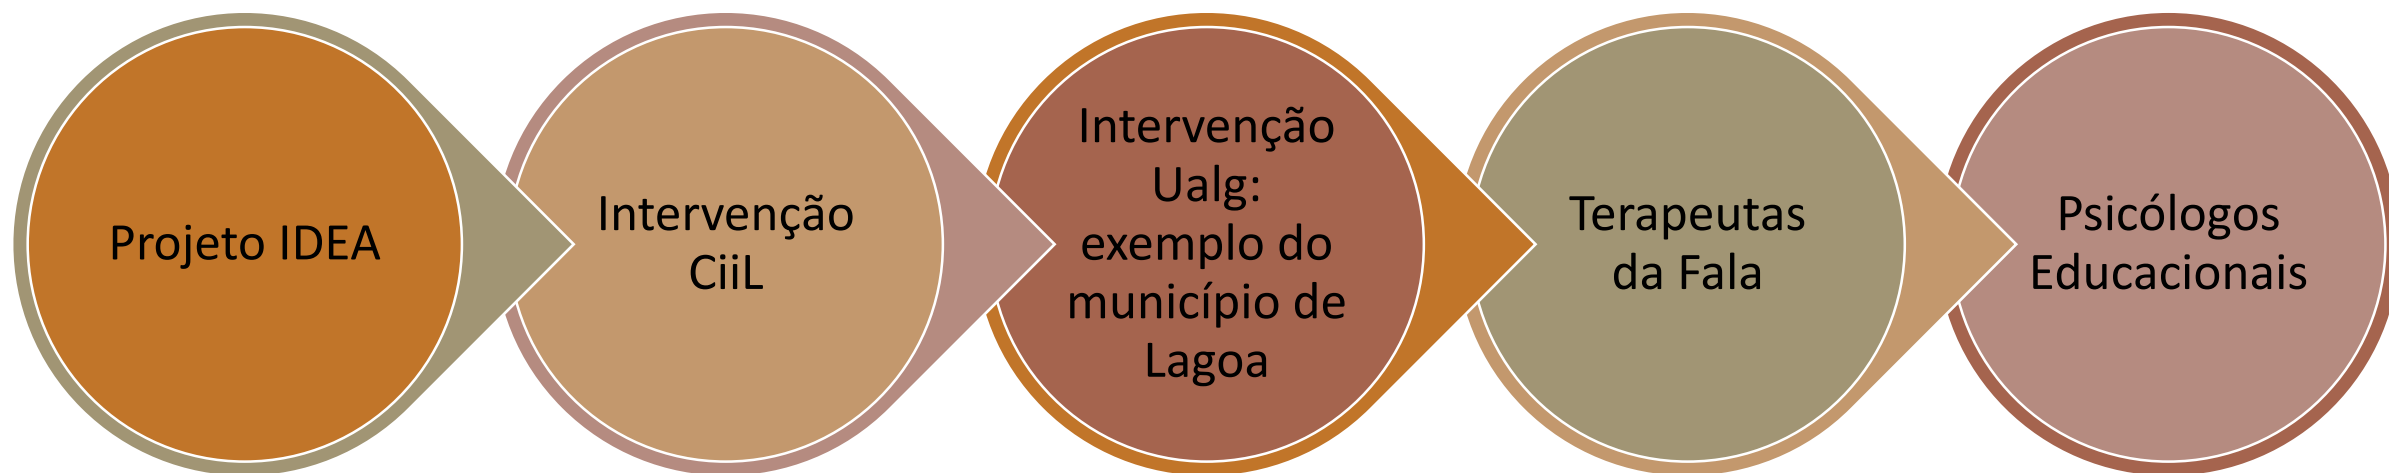 Projeto IDEA
Intervenção
CiiL
Intervenção
Ualg:
exemplo do
município de
Lagoa
Terapeutas
da Fala
Psicólogos
Educacionais